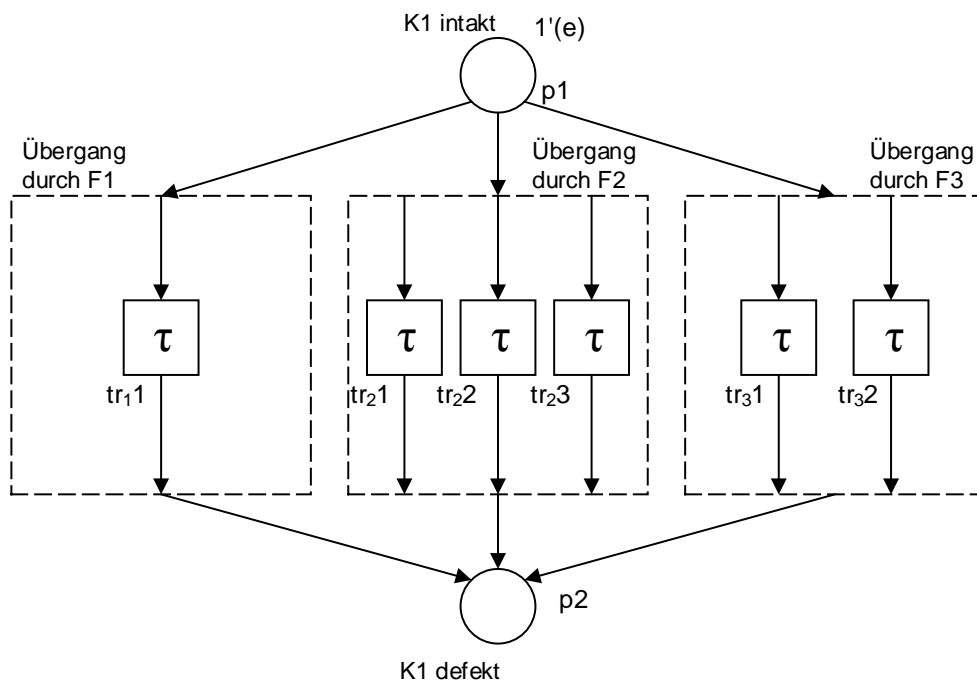 K1 intakt
1'(e)
p1
Übergang
durch F1
Übergang
durch F2
Übergang
durch F3
τ
τ
τ
τ
τ
τ
tr₁1
tr₂1
tr₂2
tr₂3
tr₃1
tr₃2
p2
K1 defekt